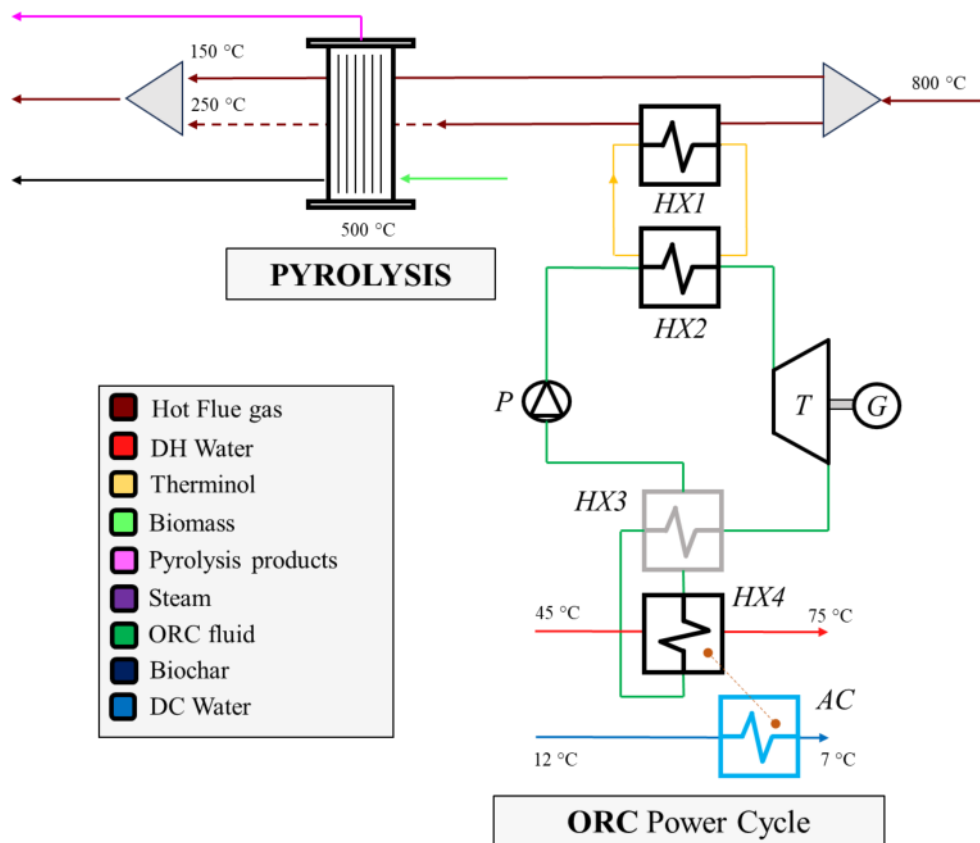 150 °C
800 °C
250 °C
HX1
500 °C
PYROLYSIS
HX2
P
T
G
Hot Flue gas
DH Water
Therminol
Biomass
Pyrolysis products
Steam
ORC fluid
Biochar
DC Water
HX3
HX4
45 °C
75 °C
AC
12 °C
7 °C
ORC Power Cycle